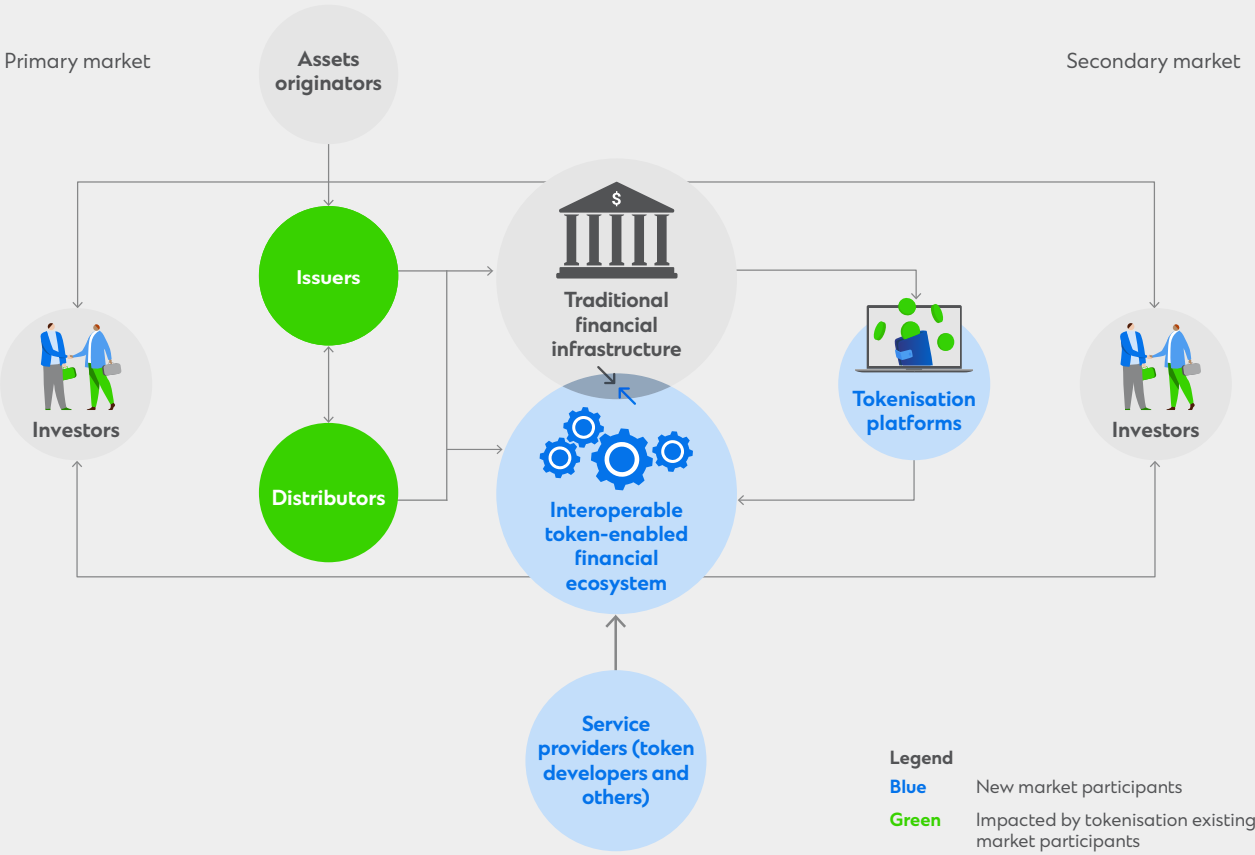 Primary market
Assets
originators
Secondary market
$
Issuers
Traditional
financial
infrastructure
Investors
Tokenisation
platforms
Investors
Distributors
Interoperable
token-enabled
financial
ecosystem
Service
providers (token
developers and
others)
Legend
Blue New market participants
Green Impacted by tokenisation existing
market participants